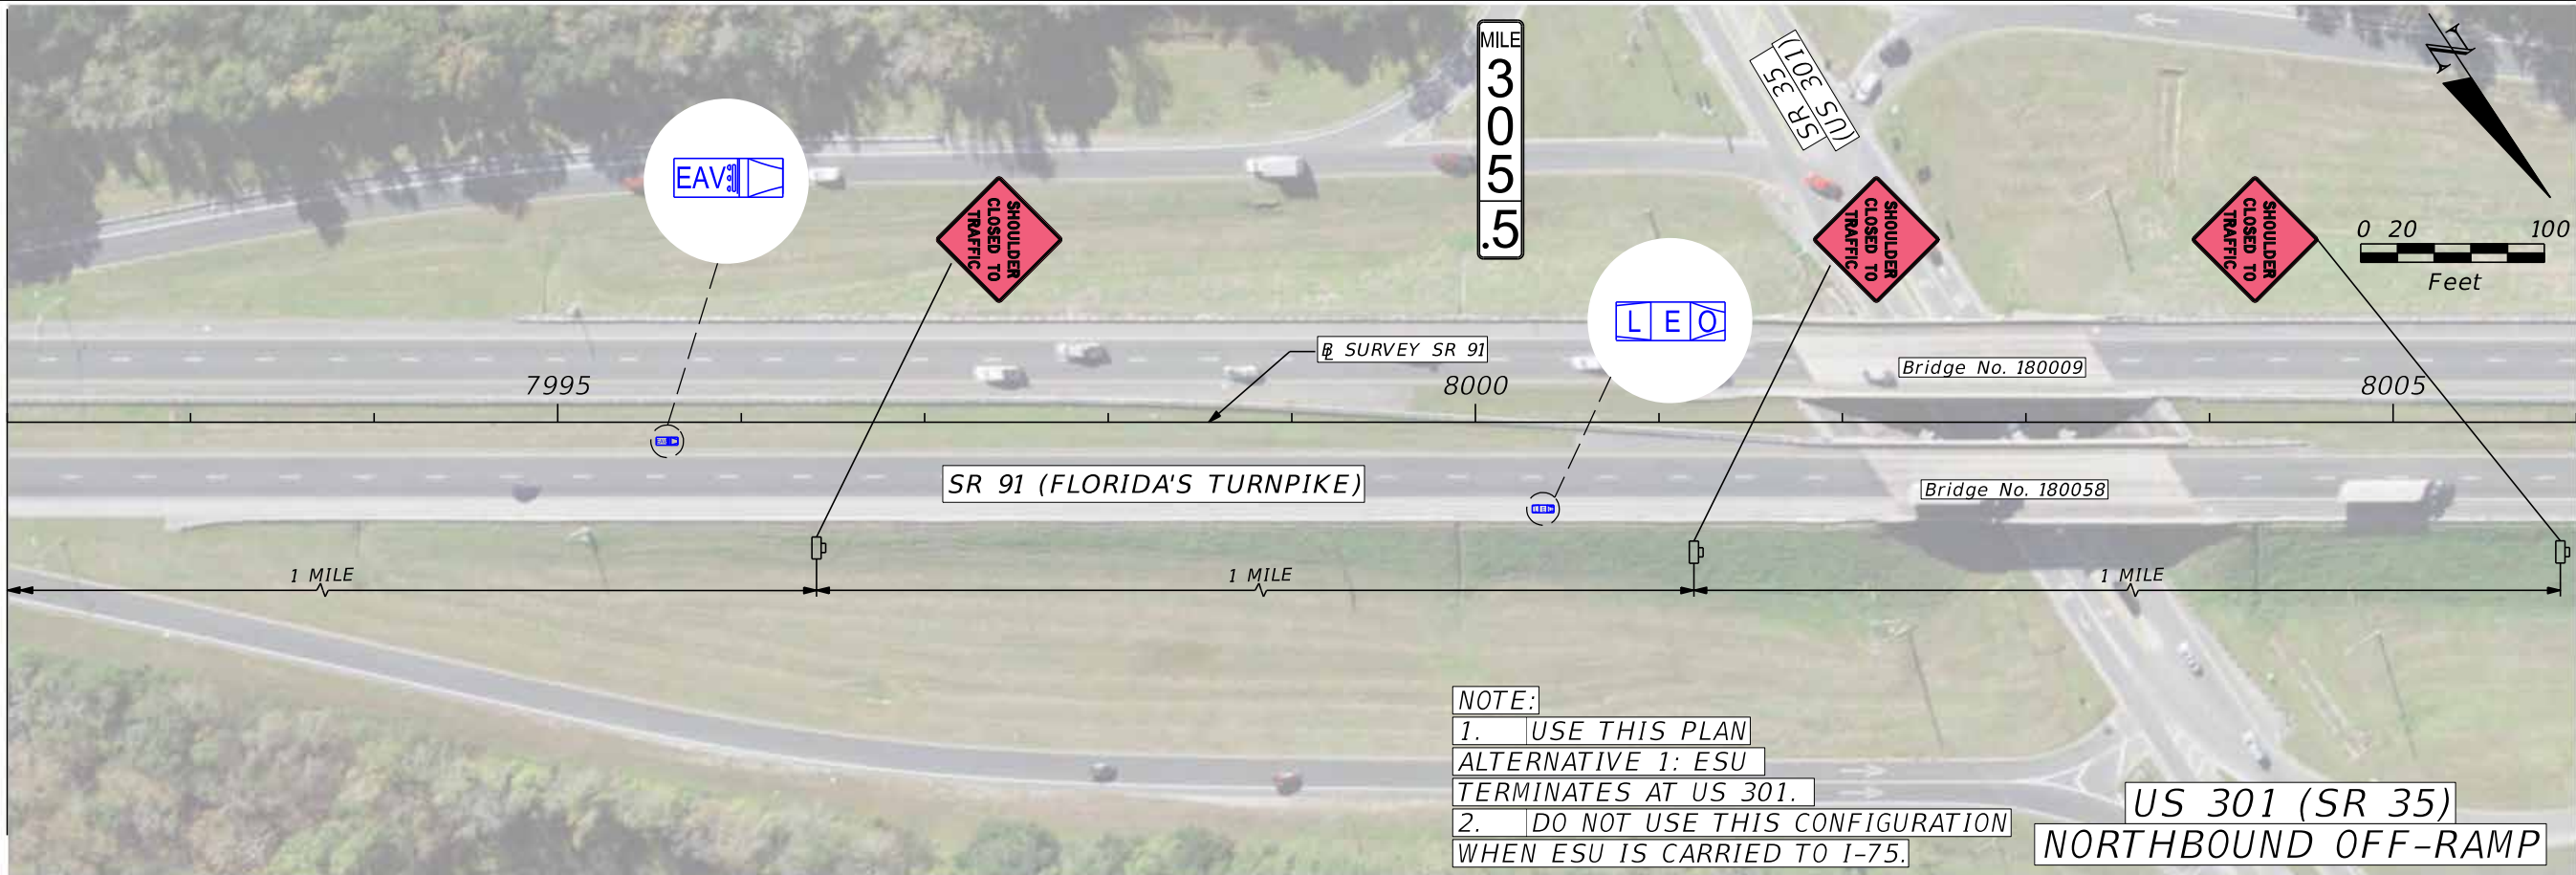 MILE
3
0
5
.5
SR 35
(US 301)
N
EAV
SHOULDER
CLOSED TO
TRAFFIC
SHOULDER
CLOSED TO
TRAFFIC
SHOULDER
CLOSED TO
TRAFFIC
0 20 100
Feet
LEO
BL SURVEY SR 91
Bridge No. 180009
7995 8000 8005
EAV
SR 91 (FLORIDA'S TURNPIKE)
Bridge No. 180058
LEO
1 MILE 1 MILE 1 MILE
NOTE:
1. USE THIS PLAN
ALTERNATIVE 1: ESU
TERMINATES AT US 301.
2. DO NOT USE THIS CONFIGURATION
WHEN ESU IS CARRIED TO I-75.
US 301 (SR 35)
NORTHBOUND OFF-RAMP